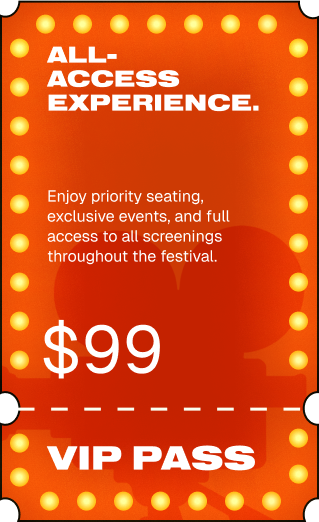 ALL-
ACCESS
EXPERIENCE.
Enjoy priority seating,
exclusive events, and full
access to all screenings
throughout the festival.
$99
VIP PASS